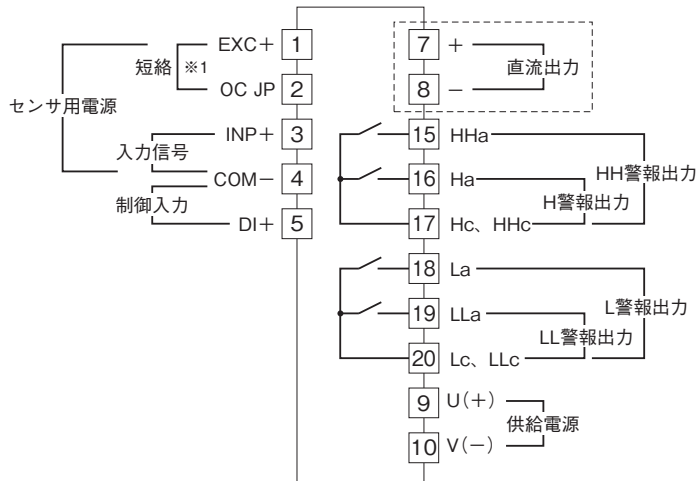 EXC+ 1
短絡 ※1
OC JP 2
センサ用電源
INP+ 3
入力信号
COM− 4
制御入力
DI+ 5
7 +
直流出力
8 −
15 HHa
HH警報出力
16 Ha
H警報出力
17 Hc、HHc
18 La
L警報出力
19 LLa
LL警報出力
20 Lc、LLc
9 U(+)
供給電源
10 V(−)